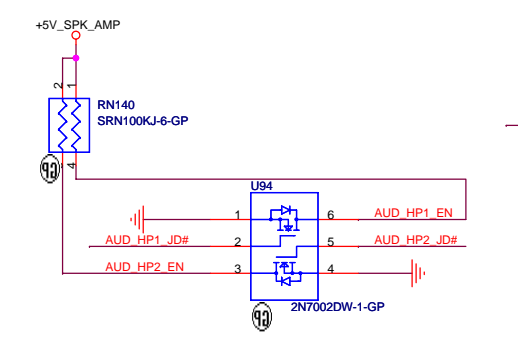 +5V_SPK_AMP
2 1
RN140
SRN100KJ-6-GP
GP
3 4
U94
1 6 AUD_HP1_EN
AUD_HP1_JD# 2 5 AUD_HP2_JD#
AUD_HP2_EN 3 4
2N7002DW-1-GP
GP